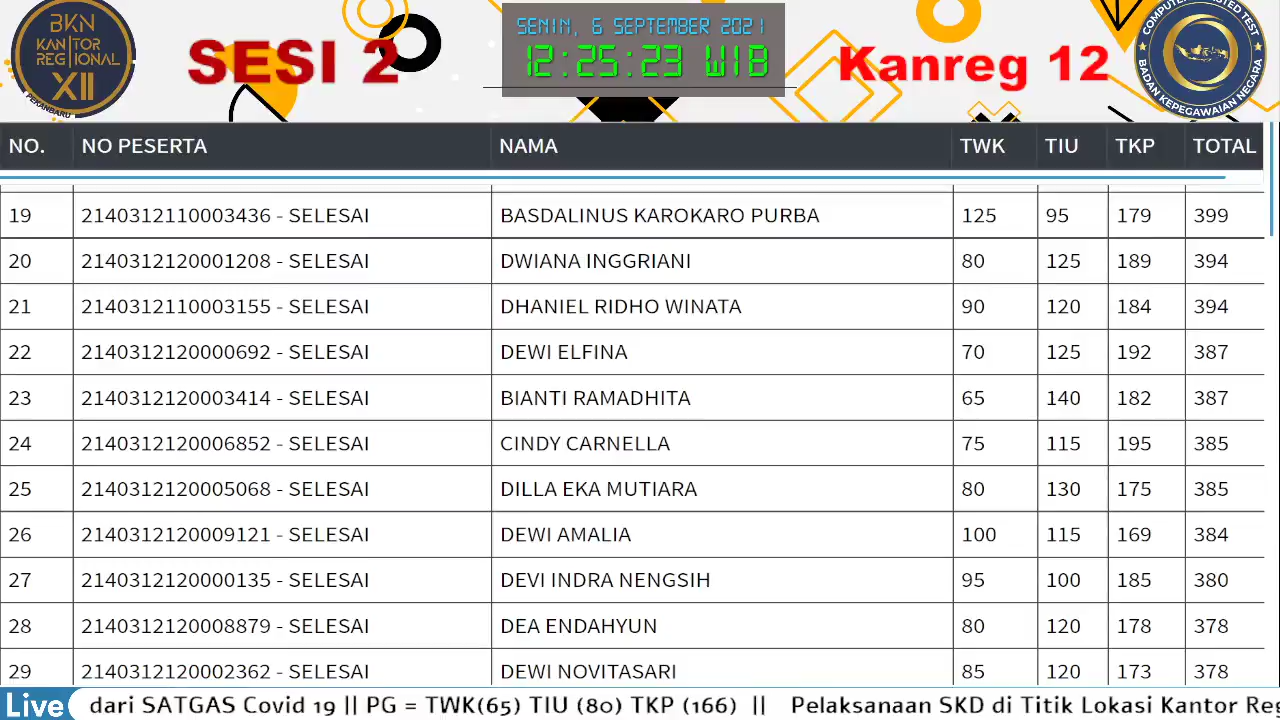 BKN
KANTOR
REGIONAL
XII
PEKANBARU
SESI 2
SENIN, 6 SEPTEMBER 2021
12:25:23 WIB
Kanreg 12
BADAN KEPEGAWAIAN NEGARA
NO. NO PESERTA NAMA TWK TIU TKP TOTAL
19 2140312110003436 - SELESAI BASDALINUS KAROKARO PURBA 125 95 179 399
20 2140312120001208 - SELESAI DWIANA INGGRIANI 80 125 189 394
21 2140312110003155 - SELESAI DHANIEL RIDHO WINATA 90 120 184 394
22 2140312120000692 - SELESAI DEWI ELFINA 70 125 192 387
23 2140312120003414 - SELESAI BIANTI RAMADHITA 65 140 182 387
24 2140312120006852 - SELESAI CINDY CARNELLA 75 115 195 385
25 2140312120005068 - SELESAI DILLA EKA MUTIARA 80 130 175 385
26 2140312120009121 - SELESAI DEWI AMALIA 100 115 169 384
27 2140312120000135 - SELESAI DEVI INDRA NENGSIH 95 100 185 380
28 2140312120008879 - SELESAI DEA ENDAHYUN 80 120 178 378
29 2140312120002362 - SELESAI DEWI NOVITASARI 85 120 173 378
Live dari SATGAS Covid 19 || PG = TWK(65) TIU (80) TKP (166) || Pelaksanaan SKD di Titik Lokasi Kantor Reg